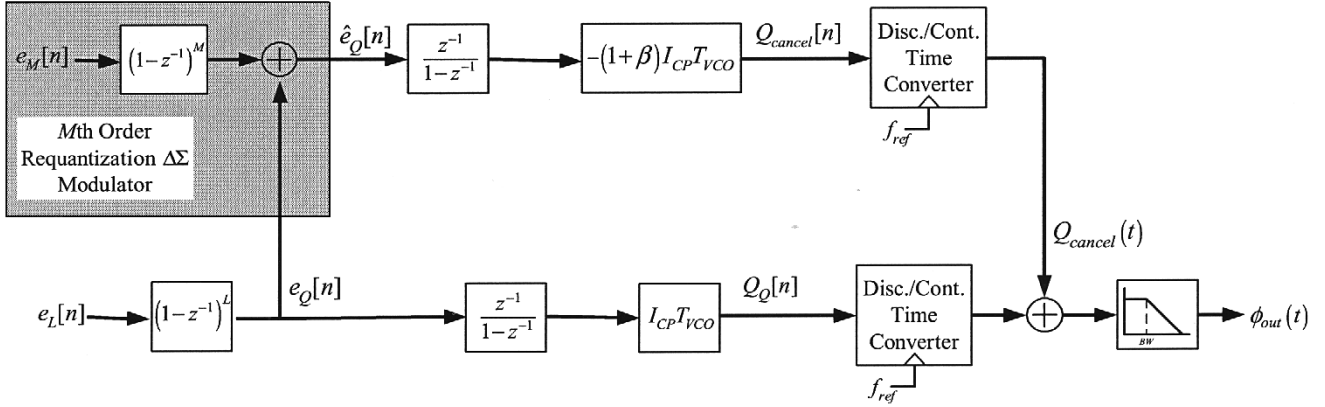 e_M[n]
(1-z^{-1})^M
+
ê_Q[n]
z^{-1}
1-z^{-1}
-(1+β)I_{CP}T_{VCO}
Q_{cancel}[n]
Disc./Cont.
Time
Converter
f_{ref}
Mth Order
Requantization ΔΣ
Modulator
Q_{cancel}(t)
e_L[n]
(1-z^{-1})^L
e_Q[n]
z^{-1}
1-z^{-1}
I_{CP}T_{VCO}
Q_Q[n]
Disc./Cont.
Time
Converter
f_{ref}
+
BW
ϕ_{out}(t)